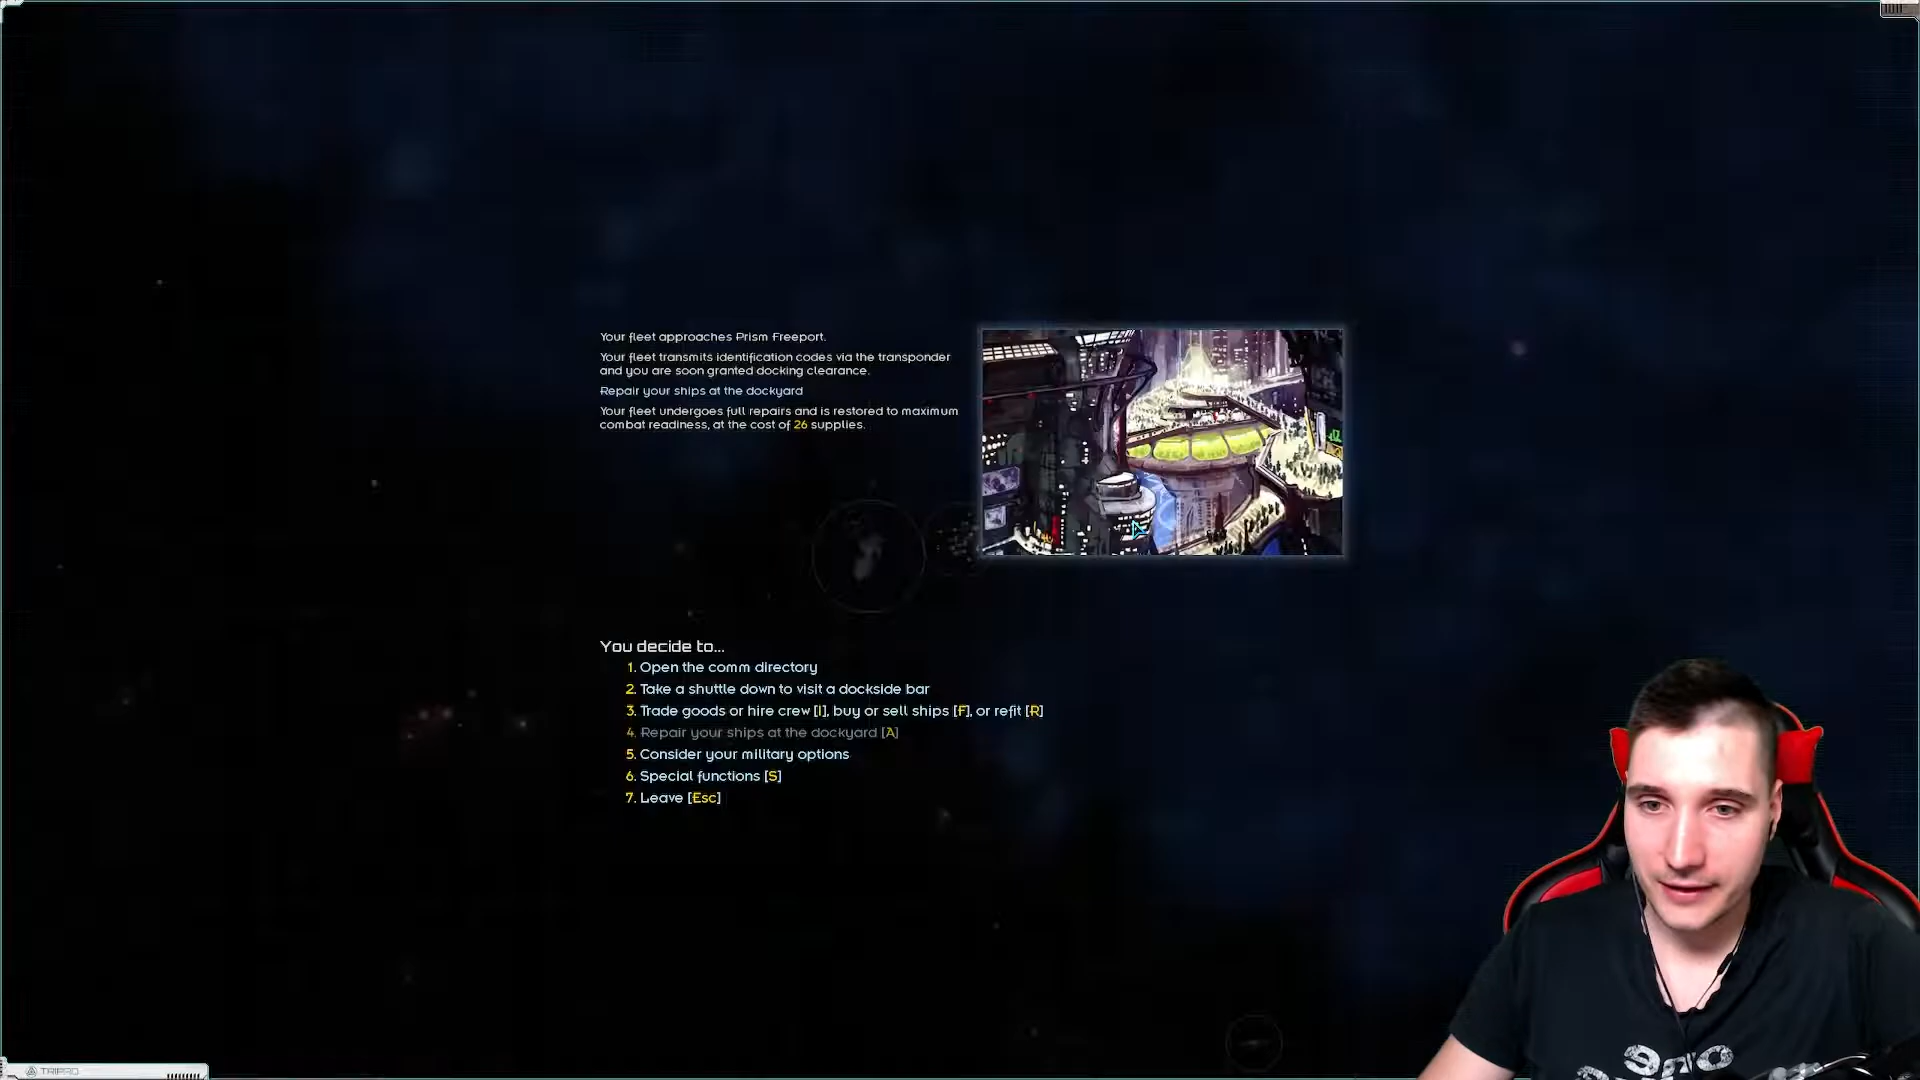 Your fleet approaches Prism Freeport.
Your fleet transmits identification codes via the transponder
and you are soon granted docking clearance.
Repair your ships at the dockyard
Your fleet undergoes full repairs and is restored to maximum
combat readiness, at the cost of 26 supplies.
You decide to...
1. Open the comm directory
2. Take a shuttle down to visit a dockside bar
3. Trade goods or hire crew [I], buy or sell ships [F], or refit [R]
4. Repair your ships at the dockyard [A]
5. Consider your military options
6. Special functions [S]
7. Leave [Esc]
TRIPAD